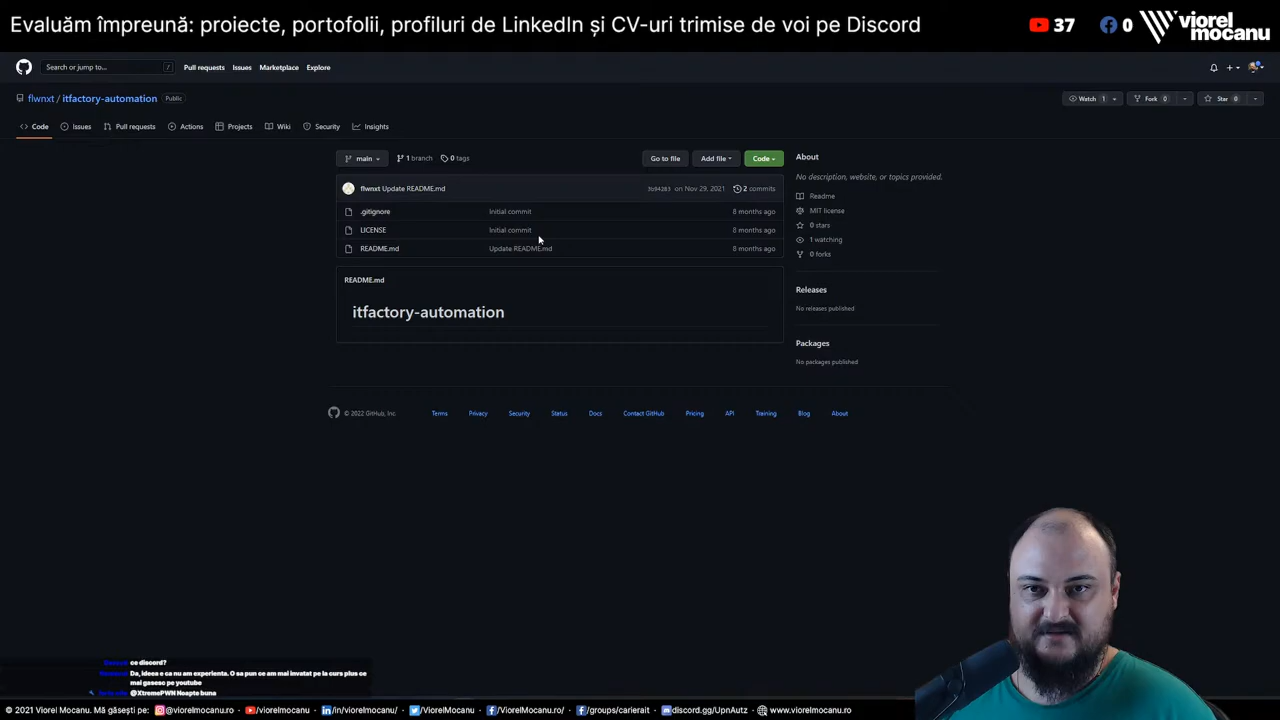 Evaluăm împreună: proiecte, portofolii, profiluri de LinkedIn și CV-uri trimise de voi pe Discord
37
0
viorel mocanu
Search or jump to...
/
Pull requests
Issues
Marketplace
Explore
flwnxt / itfactory-automation
Public
Watch 1
Fork 0
Star 0
Code
Issues
Pull requests
Actions
Projects
Wiki
Security
Insights
main
1 branch
0 tags
Go to file
Add file
Code
flwnxt Update README.md
3b94283 on Nov 29, 2021
2 commits
.gitignore
Initial commit
8 months ago
LICENSE
Initial commit
8 months ago
README.md
Update README.md
8 months ago
README.md
itfactory-automation
About
No description, website, or topics provided.
Readme
MIT license
0 stars
1 watching
0 forks
Releases
No releases published
Packages
No packages published
© 2022 GitHub, Inc.
Terms
Privacy
Security
Status
Docs
Contact GitHub
Pricing
API
Training
Blog
About
ce discord?
Da, ideea e ca nu am experienta. O sa pun ce am mai invatat pe la curs plus ce
mai gasesc pe youtube
@XtremePWN Noapte buna
© 2021 Viorel Mocanu. Mă găsești pe: @viorelmocanu · /viorelmocanu · /in/viorelmocanu/ · /ViorelMocanu · /ViorelMocanu.ro/ · /groups/carierait · discord.gg/UpnAutz · www.viorelmocanu.ro